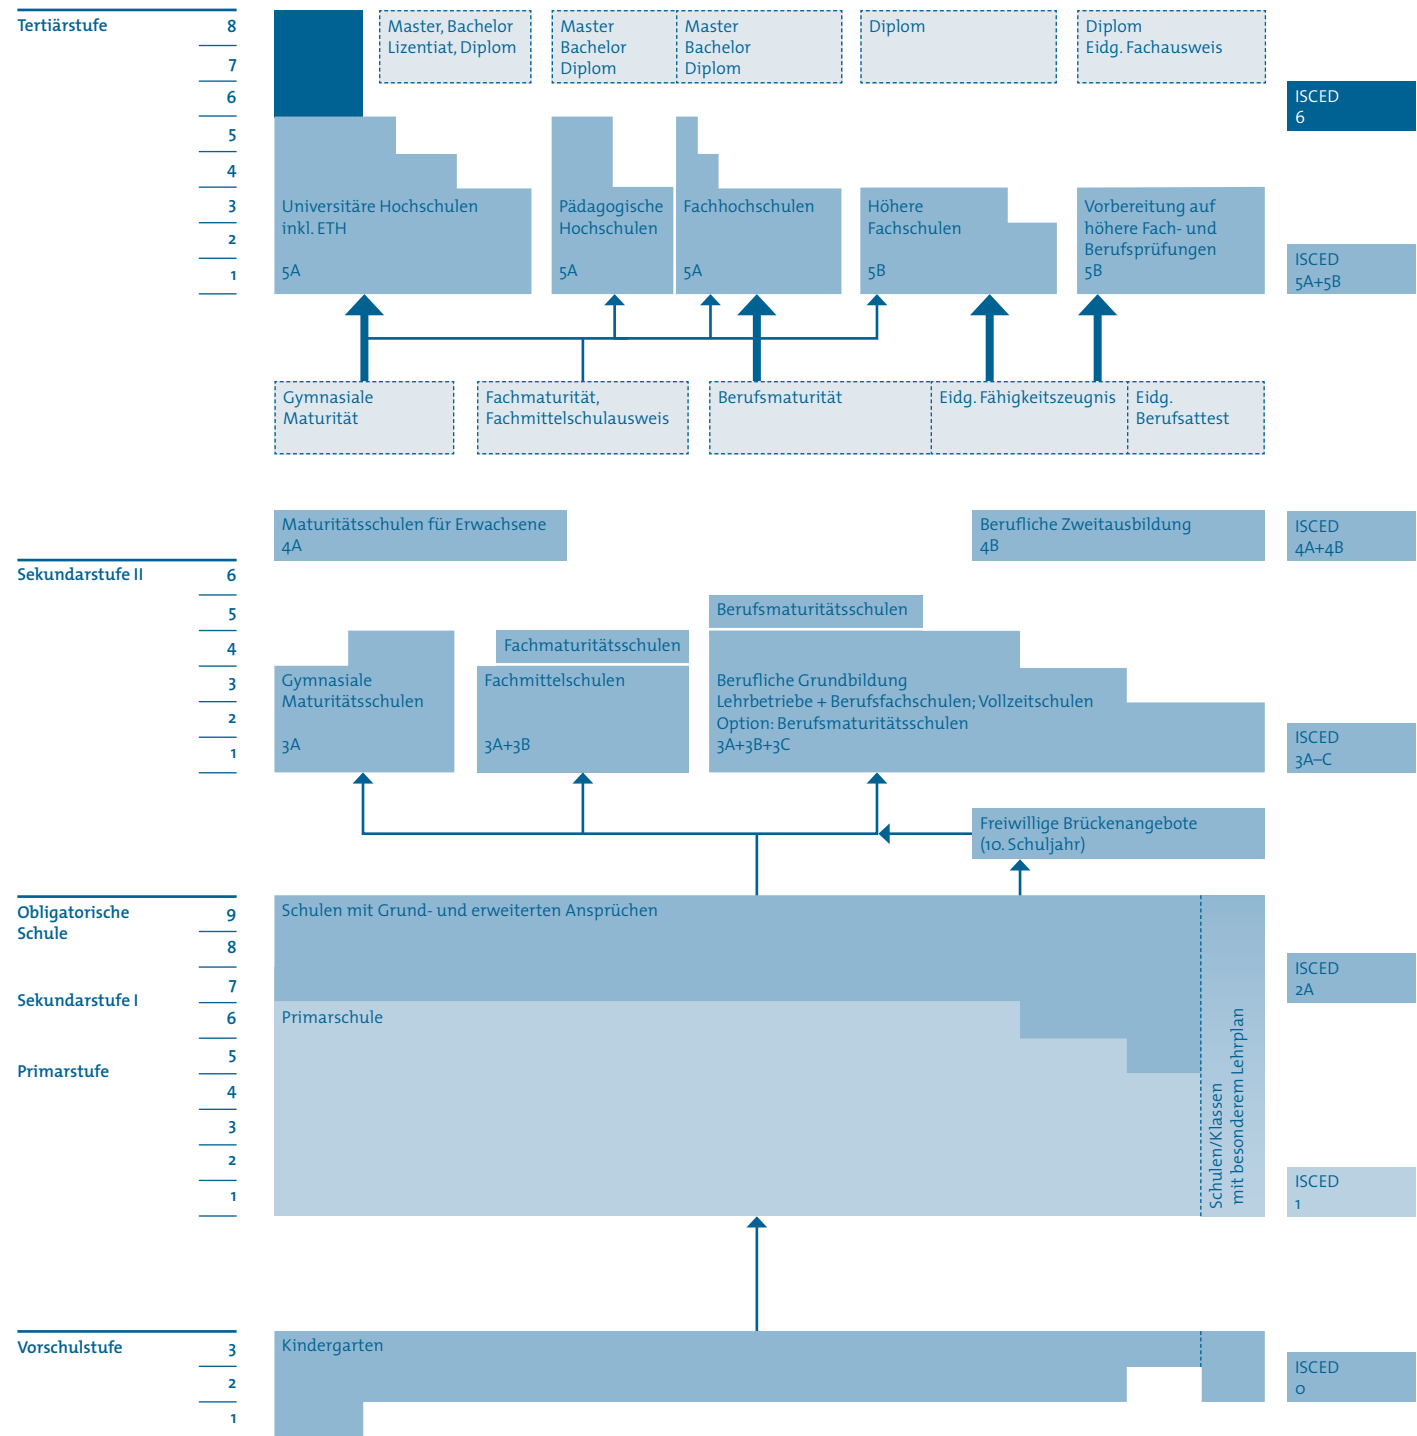 Tertiärstufe
8
7
6
5
4
3
2
1
Master, Bachelor
Lizentiat, Diplom
Master
Bachelor
Diplom
Master
Bachelor
Diplom
Diplom
Diplom
Eidg. Fachausweis
ISCED
6
Universitäre Hochschulen
inkl. ETH
5A
Pädagogische
Hochschulen
5A
Fachhochschulen
5A
Höhere
Fachschulen
5B
Vorbereitung auf
höhere Fach- und
Berufsprüfungen
5B
ISCED
5A+5B
Gymnasiale
Maturität
Fachmaturität,
Fachmittelschulausweis
Berufsmaturität
Eidg. Fähigkeitszeugnis
Eidg.
Berufsattest
Maturitätsschulen für Erwachsene
4A
Berufliche Zweitausbildung
4B
ISCED
4A+4B
Sekundarstufe II
6
5
4
3
2
1
Berufsmaturitätsschulen
Fachmaturitätsschulen
Gymnasiale
Maturitätsschulen
3A
Fachmittelschulen
3A+3B
Berufliche Grundbildung
Lehrbetriebe + Berufsfachschulen; Vollzeitschulen
Option: Berufsmaturitätsschulen
3A+3B+3C
ISCED
3A–C
Freiwillige Brückenangebote
(10. Schuljahr)
Obligatorische
Schule
Sekundarstufe I
Primarstufe
9
8
7
6
5
4
3
2
1
Schulen mit Grund- und erweiterten Ansprüchen
Primarschule
Schulen/Klassen
mit besonderem Lehrplan
ISCED
2A
ISCED
1
Vorschulstufe
3
2
1
Kindergarten
ISCED
0